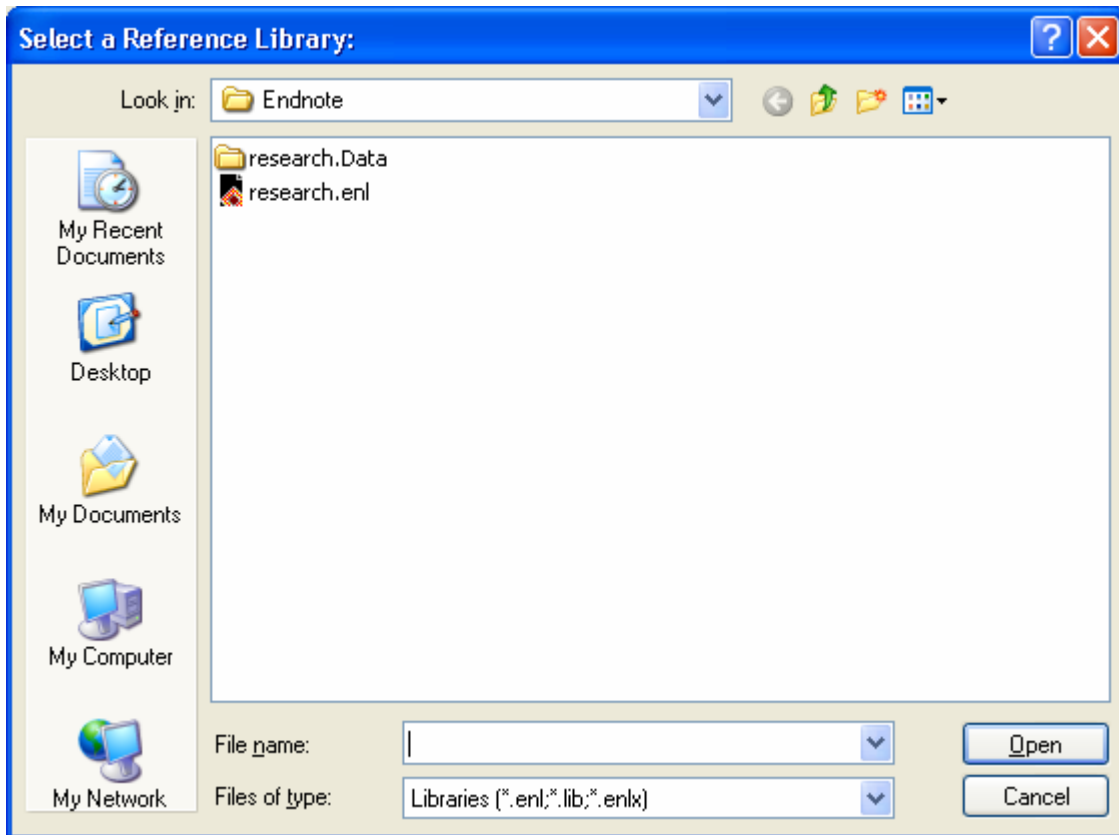 Select a Reference Library:
Look in:
Endnote
research.Data
research.enl
My Recent
Documents
Desktop
My Documents
My Computer
My Network
File name:
Open
Files of type:
Libraries (*.enl;*.lib;*.enlx)
Cancel